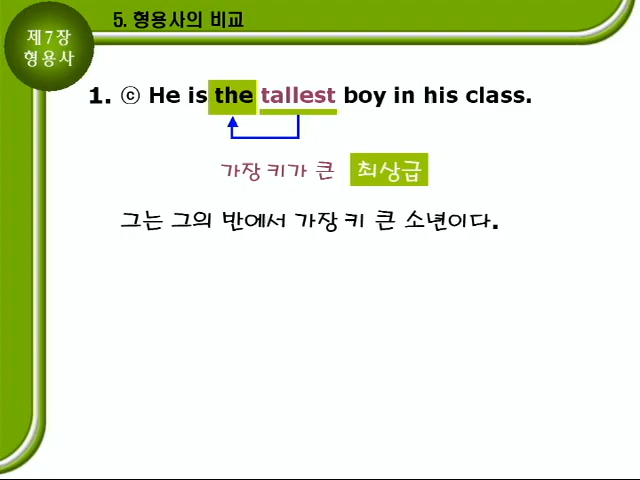 5. 형용사의 비교
제7장
형용사
1. ⓒ He is the tallest boy in his class.
가장 키가 큰 최상급
그는 그의 반에서 가장 키 큰 소년이다.